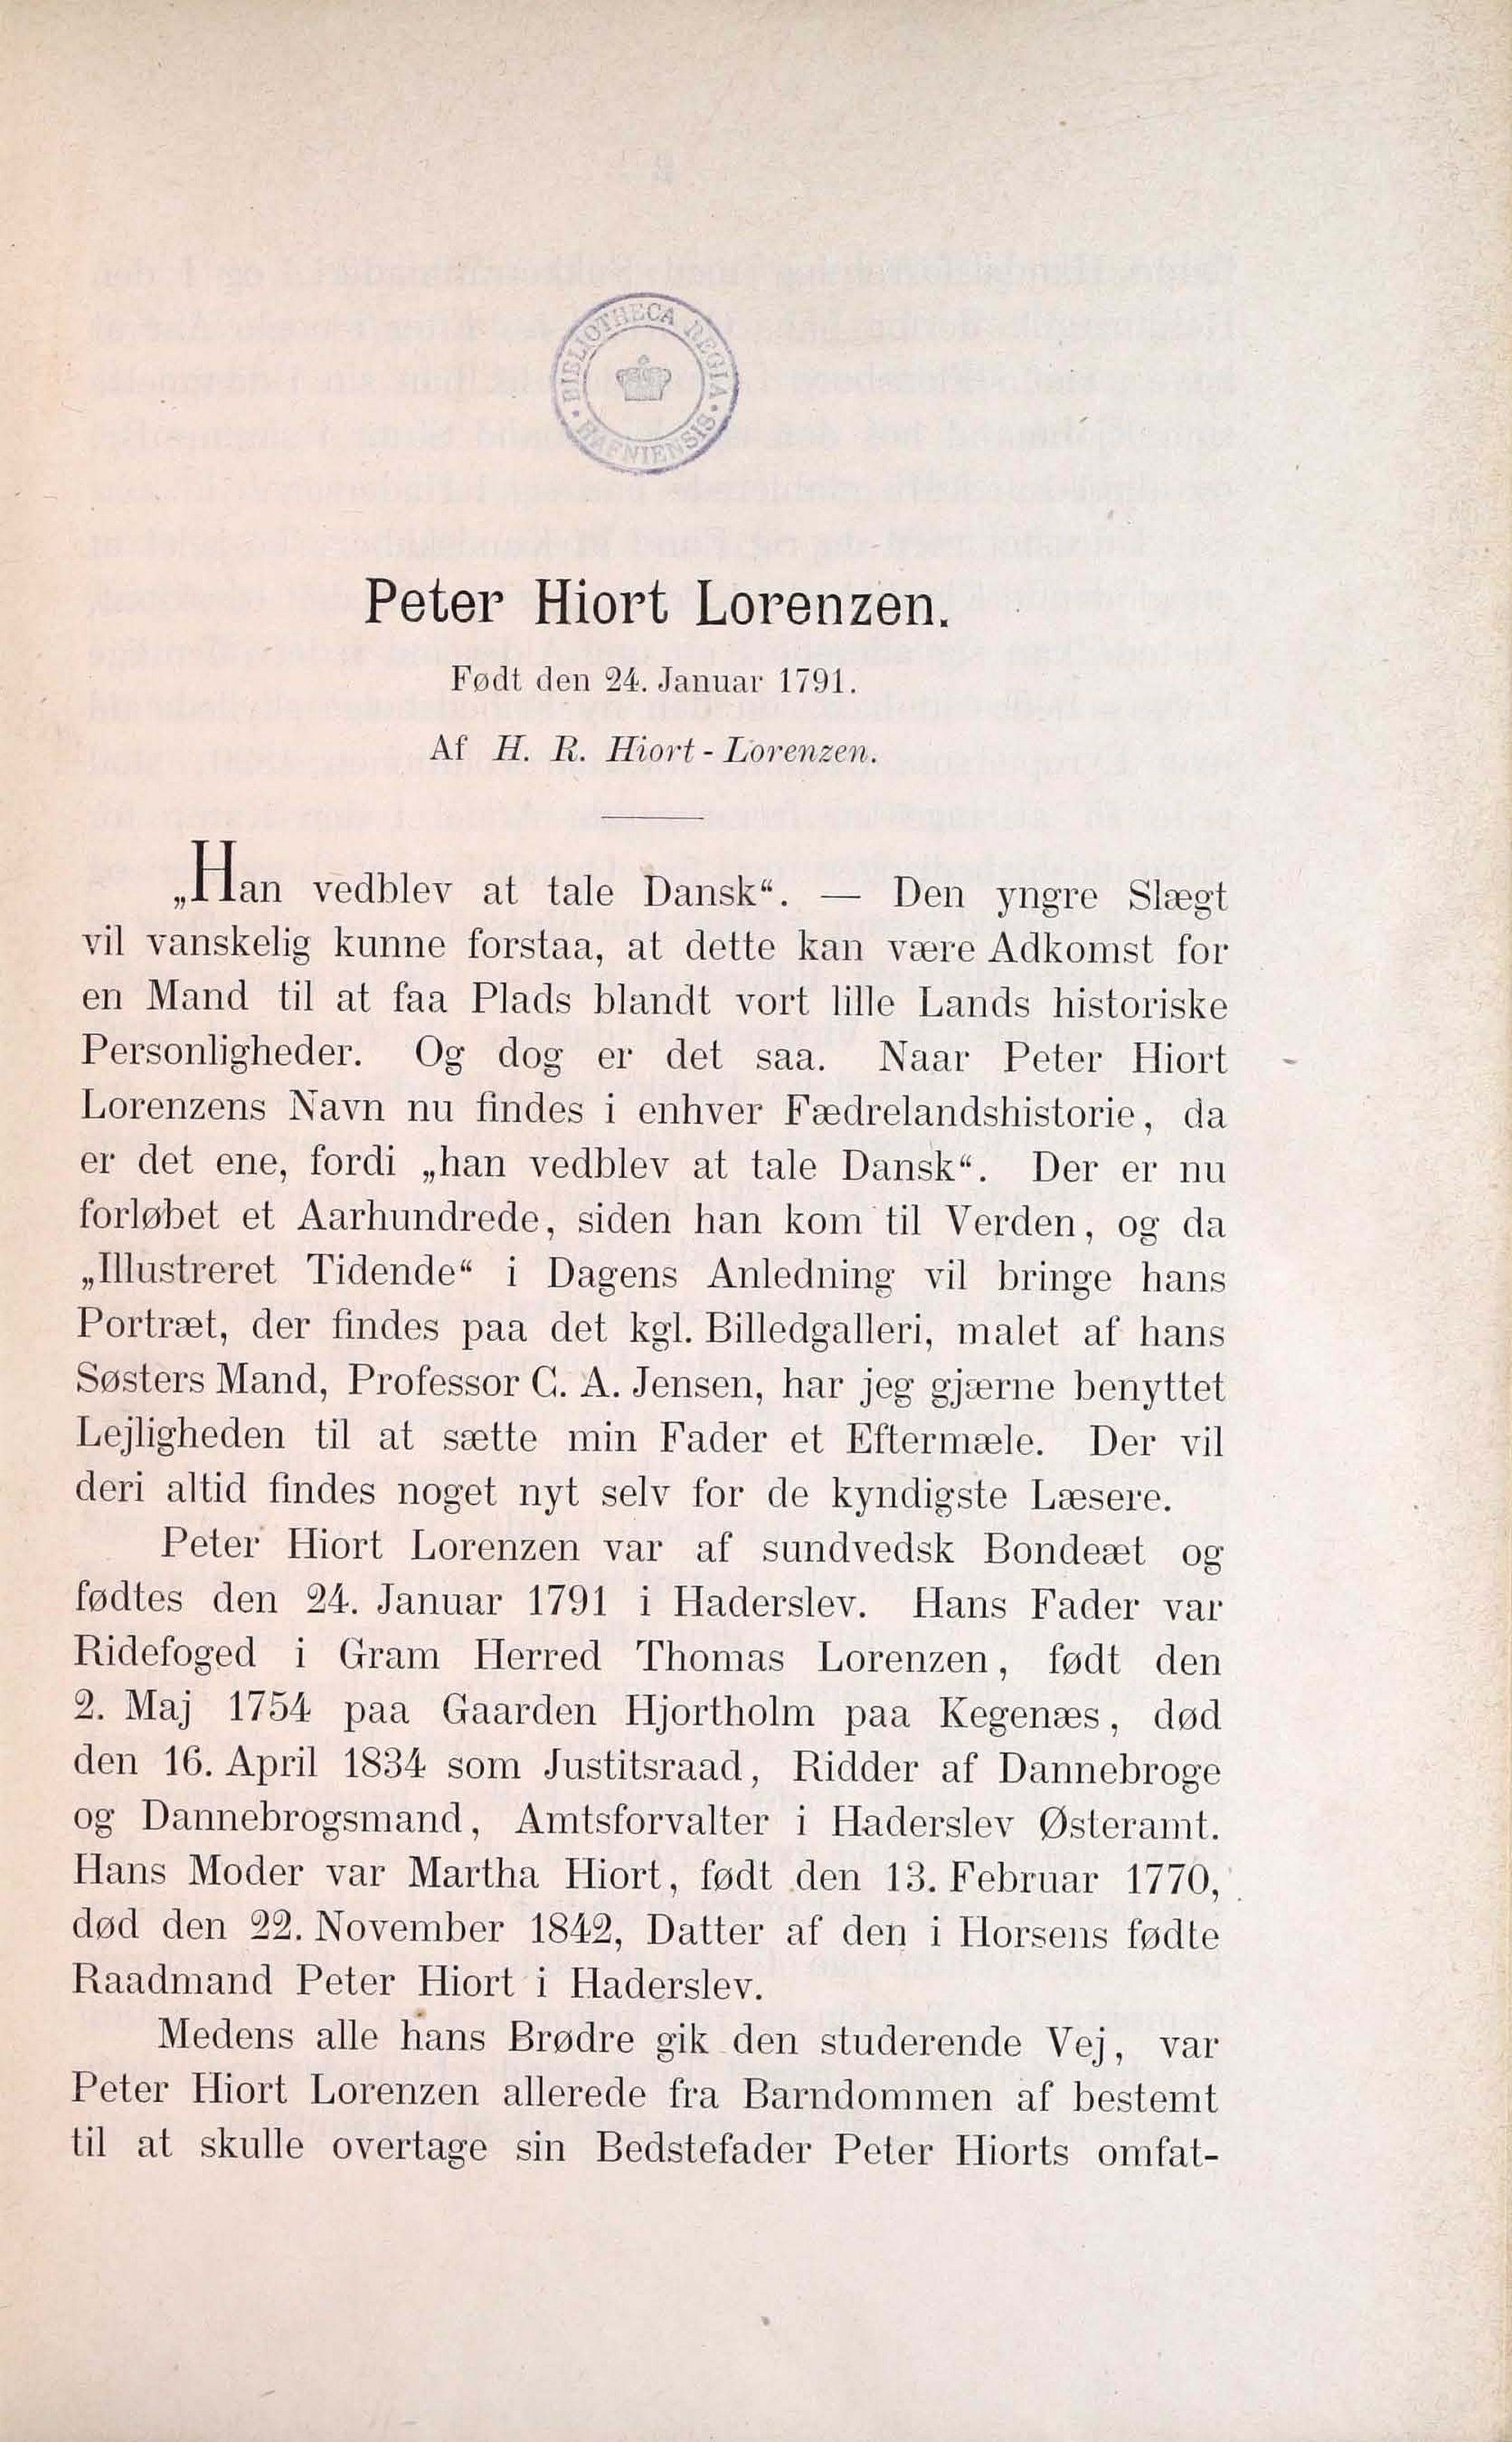 BIBLIOTHECA REGIA
HAFNIENSIS
Peter Hiort Lorenzen.
Født den 24. Januar 1791.
Af H. R. Hiort-Lorenzen.
„Han vedblev at tale Dansk“. — Den yngre Slægt
vil vanskelig kunne forstaa, at dette kan være Adkomst for
en Mand til at faa Plads blandt vort lille Lands historiske
Personligheder. Og dog er det saa. Naar Peter Hiort
Lorenzens Navn nu findes i enhver Fædrelandshistorie, da
er det ene, fordi „han vedblev at tale Dansk“. Der er nu
forløbet et Aarhundrede, siden han kom til Verden, og da
„Illustreret Tidende“ i Dagens Anledning vil bringe hans
Portræt, der findes paa det kgl. Billedgalleri, malet af hans
Søsters Mand, Professor C. A. Jensen, har jeg gjærne benyttet
Lejligheden til at sætte min Fader et Eftermæle. Der vil
deri altid findes noget nyt selv for de kyndigste Læsere.
Peter Hiort Lorenzen var af sundvedsk Bondeæt og
fødtes den 24. Januar 1791 i Haderslev. Hans Fader var
Ridefoged i Gram Herred Thomas Lorenzen, født den
2. Maj 1754 paa Gaarden Hjortholm paa Kegenæs, død
den 16. April 1834 som Justitsraad, Ridder af Dannebroge
og Dannebrogsmand, Amtsforvalter i Haderslev Østeramt.
Hans Moder var Martha Hiort, født den 13. Februar 1770,
død den 22. November 1842, Datter af den i Horsens fødte
Raadmand Peter Hiort i Haderslev.
Medens alle hans Brødre gik den studerende Vej, var
Peter Hiort Lorenzen allerede fra Barndommen af bestemt
til at skulle overtage sin Bedstefader Peter Hiorts omfat-